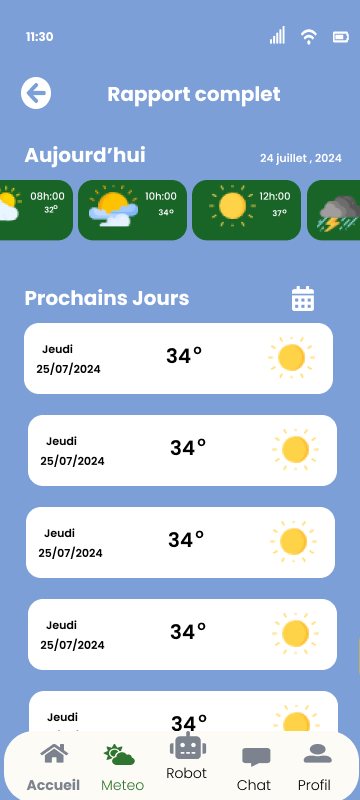 11:30
Rapport complet
Aujourd’hui
24 juillet , 2024
08h:00
32°
10h:00
34°
12h:00
37°
Prochains Jours
Jeudi
25/07/2024
34°
Jeudi
25/07/2024
34°
Jeudi
25/07/2024
34°
Jeudi
25/07/2024
34°
Jeudi
34°
Accueil
Meteo
Robot
Chat
Profil